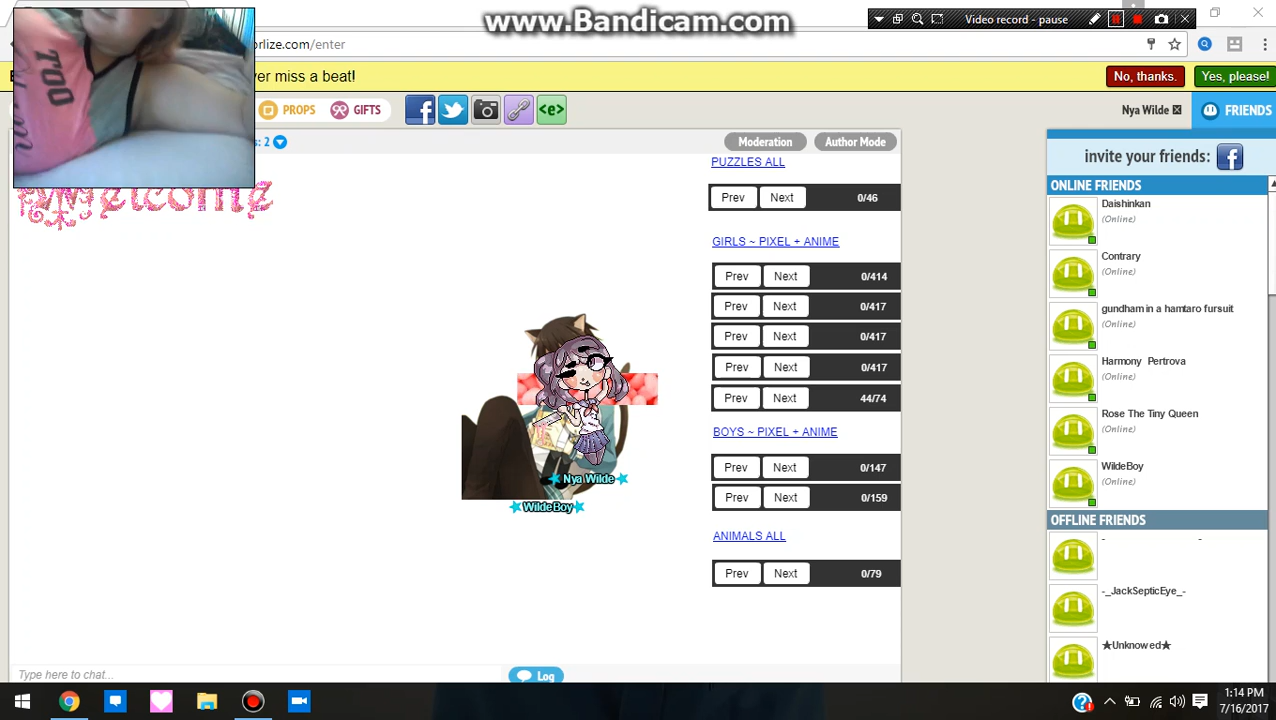 www.Bandicam.com
Video record - pause
orlize.com/enter
ver miss a beat!
No, thanks.
Yes, please!
TOO
PROPS
GIFTS
<e>
Nya Wilde
FRIENDS
: 2
Moderation
Author Mode
invite your friends:
PUZZLES ALL
Prev Next 0/46
Welcome
GIRLS ~ PIXEL + ANIME
Prev Next 0/414
Prev Next 0/417
Prev Next 0/417
Prev Next 0/417
Prev Next 44/74
BOYS ~ PIXEL + ANIME
Prev Next 0/147
Prev Next 0/159
ANIMALS ALL
Prev Next 0/79
Nya Wilde
WildeBoy
ONLINE FRIENDS
Daishinkan
(Online)
Contrary
(Online)
gundham in a hamtaro fursuit
(Online)
Harmony Pertrova
(Online)
Rose The Tiny Queen
(Online)
WildeBoy
(Online)
OFFLINE FRIENDS
- -
-_JackSepticEye_-
★Unknowed★
Type here to chat...
Log
1:14 PM
7/16/2017